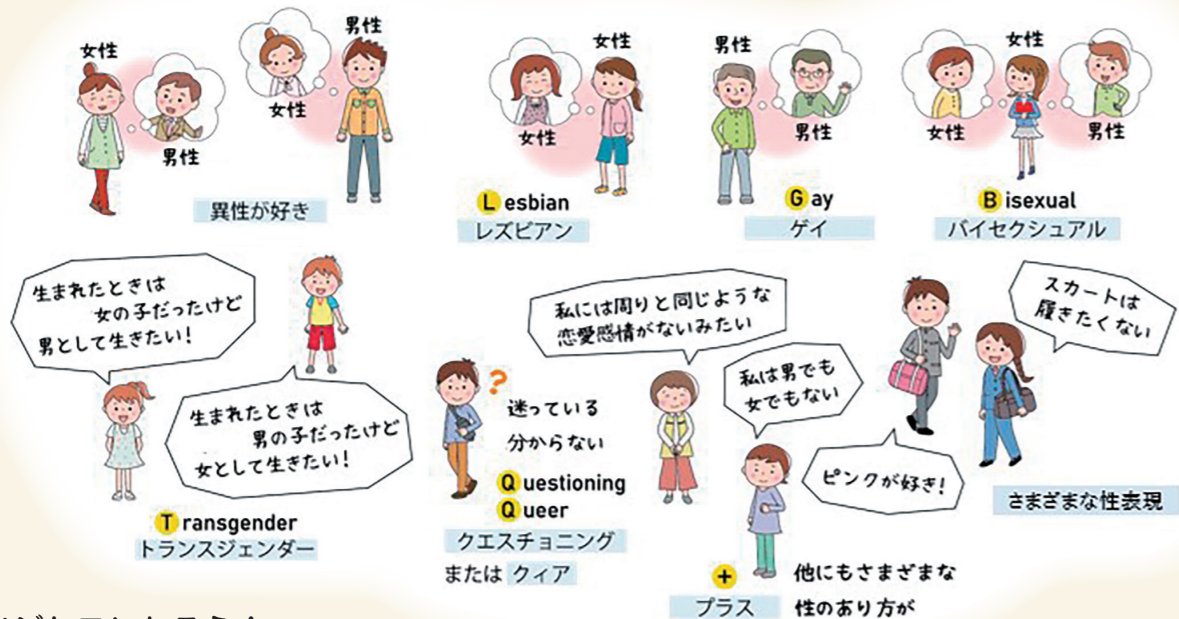 女性
男性
女性
男性
異性が好き
女性
女性
Lesbian
レズビアン
男性
男性
Gay
ゲイ
女性
女性
男性
Bisexual
バイセクシュアル
生まれたときは
女の子だったけど
男として生きたい!
生まれたときは
男の子だったけど
女として生きたい!
Transgender
トランスジェンダー
?
迷っている
分からない
Questioning
Queer
クエスチョニング
または クィア
私には周りと同じような
恋愛感情がないみたい
私は男でも
女でもない
+
プラス
他にもさまざまな
性のあり方が
ピンクが好き!
スカートは
履きたくない
さまざまな性表現